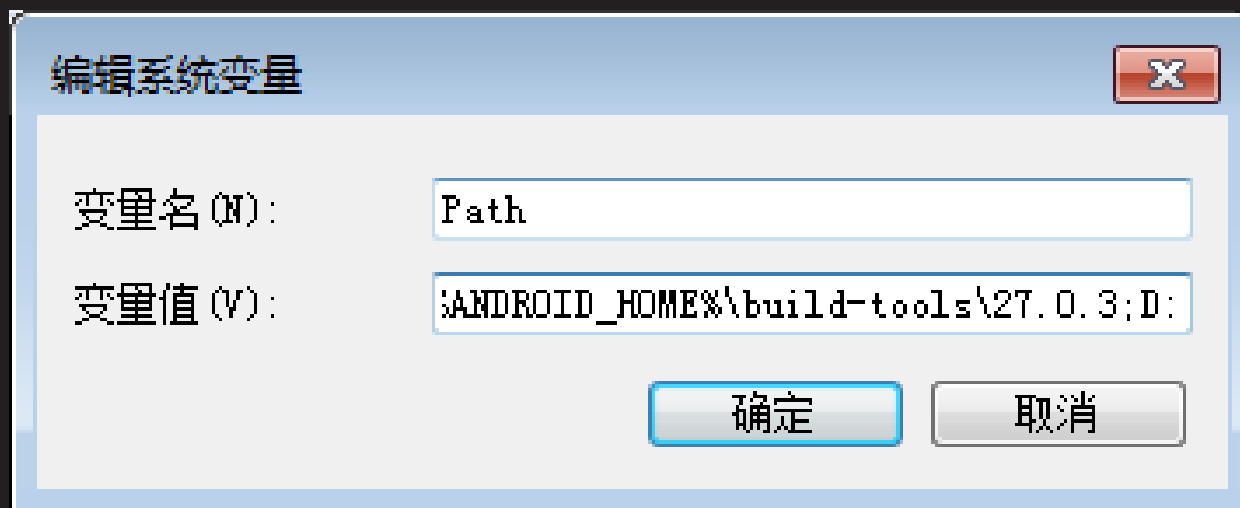 编辑系统变量
变量名(N): Path
变量值(V): %ANDROID_HOME%\build-tools\27.0.3;D:
确定 取消